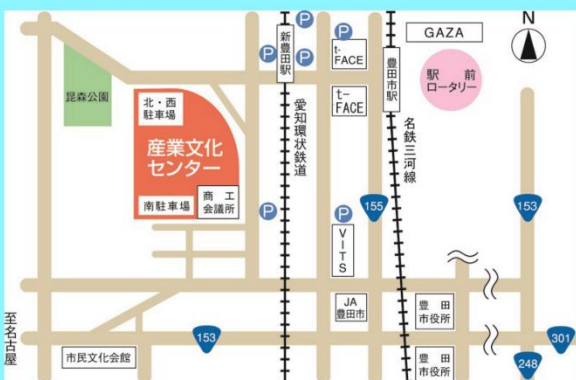 N
GAZA
P
P
P
P
新豊田駅
t-
FACE
t-
FACE
豊田市駅
駅前
ロータリー
昆森公園
北・西
駐車場
産業文化
センター
南駐車場
商工
会議所
愛知環状鉄道
名鉄三河線
155
153
P
P
VITS
JA
豊田市
豊田
市役所
豊田
市役所
至名古屋
市民文化会館
153
301
248